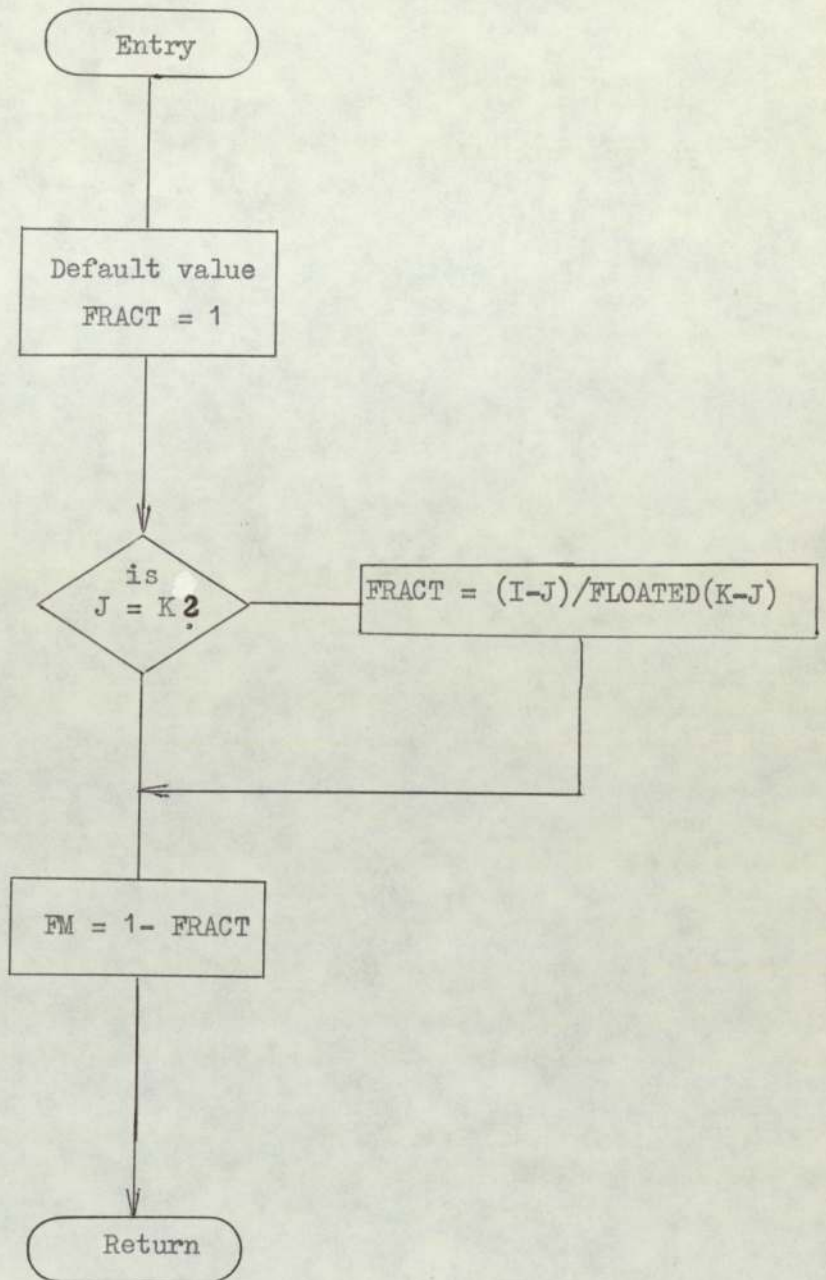 Entry
Default value
FRACT = 1
is
J = K?
FRACT = (I-J)/FLOATED(K-J)
FM = 1- FRACT
Return